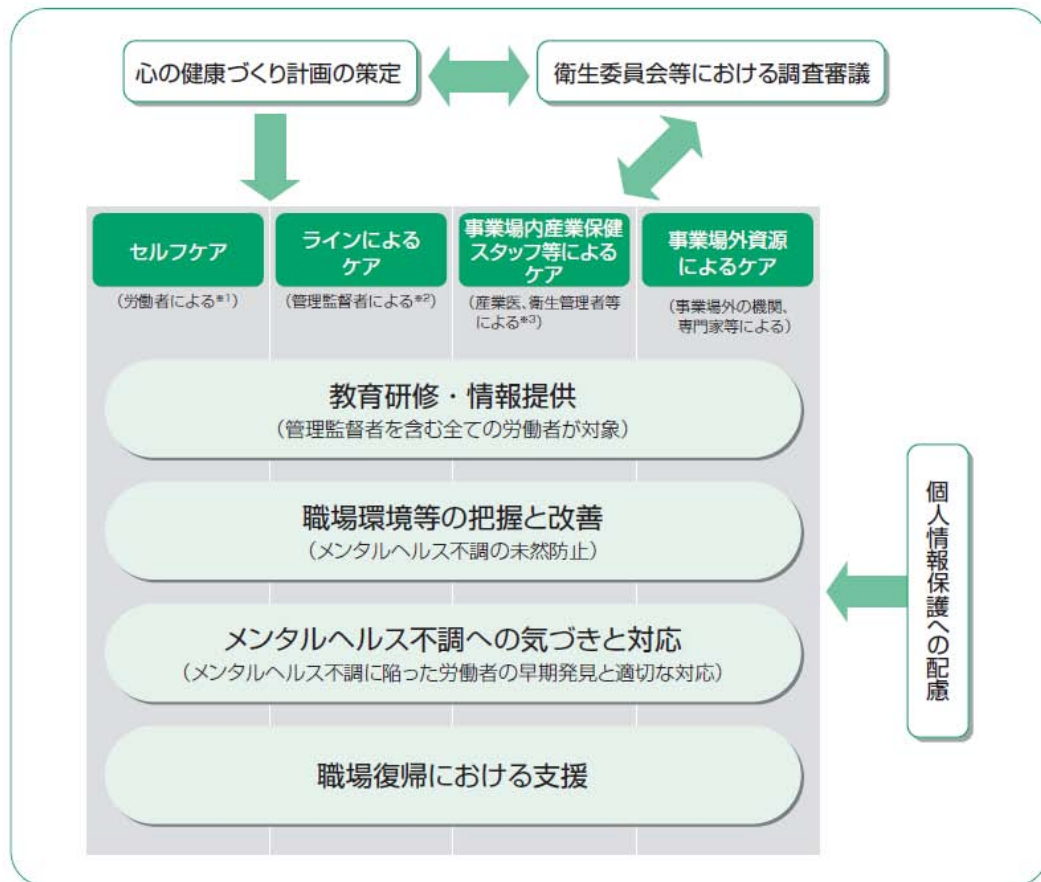 心の健康づくり計画の策定
衛生委員会等における調査審議
セルフケア
(労働者による※1)
ラインによる
ケア
(管理監督者による※2)
事業場内産業保健
スタッフ等による
ケア
(産業医、衛生管理者等
による※3)
事業場外資源
によるケア
(事業場外の機関、
専門家等による)
教育研修・情報提供
(管理監督者を含む全ての労働者が対象)
職場環境等の把握と改善
(メンタルヘルス不調の未然防止)
メンタルヘルス不調への気づきと対応
(メンタルヘルス不調に陥った労働者の早期発見と適切な対応)
職場復帰における支援
個人情報保護への配慮